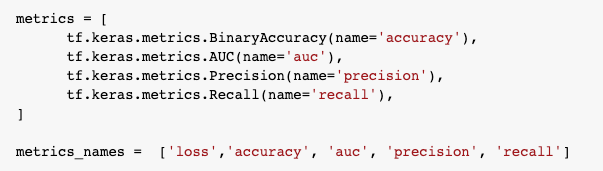 metrics = [
      tf.keras.metrics.BinaryAccuracy(name='accuracy'),
      tf.keras.metrics.AUC(name='auc'),
      tf.keras.metrics.Precision(name='precision'),
      tf.keras.metrics.Recall(name='recall'),
]

metrics_names =  ['loss','accuracy', 'auc', 'precision', 'recall']